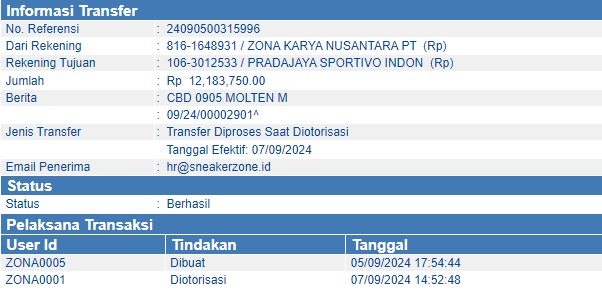 Informasi Transfer
No. Referensi : 24090500315996
Dari Rekening : 816-1648931 / ZONA KARYA NUSANTARA PT (Rp)
Rekening Tujuan : 106-3012533 / PRADAJAYA SPORTIVO INDON (Rp)
Jumlah : Rp 12,183,750.00
Berita : CBD 0905 MOLTEN M
: 09/24/00002901^
Jenis Transfer : Transfer Diproses Saat Diotorisasi
Tanggal Efektif: 07/09/2024
Email Penerima : hr@sneakerzone.id
Status
Status : Berhasil
Pelaksana Transaksi
User Id Tindakan Tanggal
ZONA0005 Dibuat 05/09/2024 17:54:44
ZONA0001 Diotorisasi 07/09/2024 14:52:48